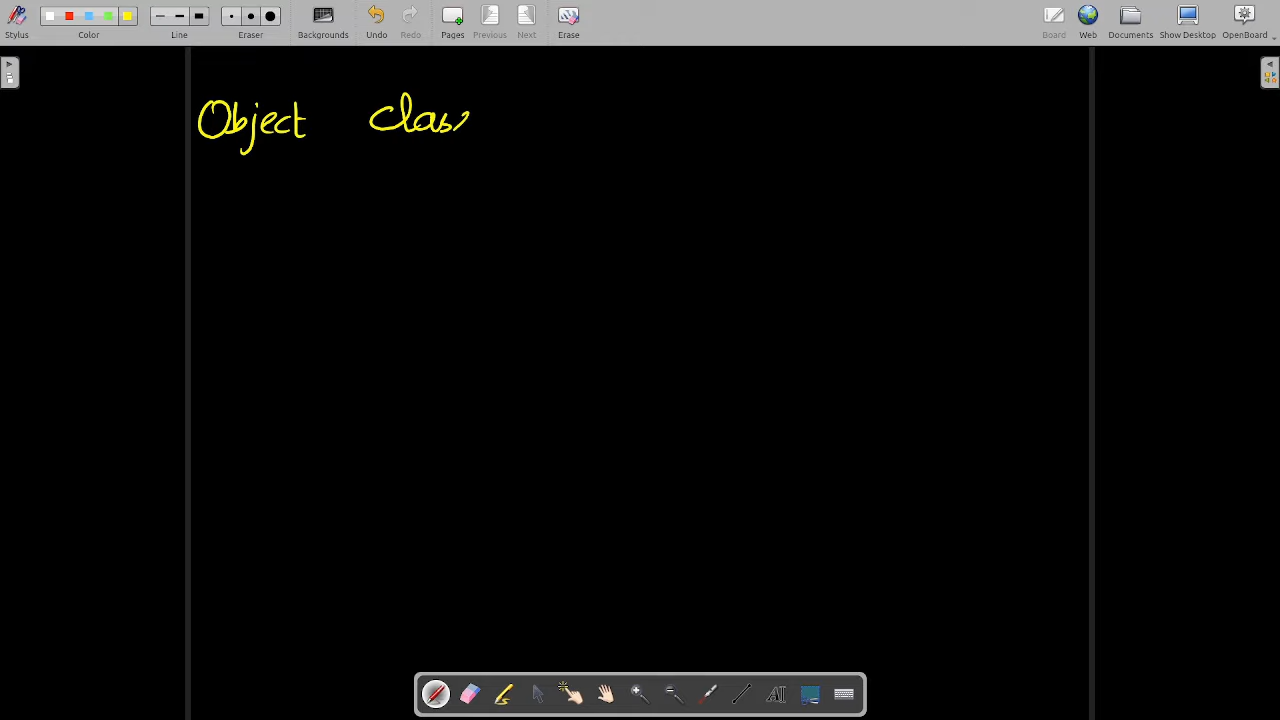 Stylus Color Line Eraser Backgrounds Undo Redo Pages Previous Next Erase Board Web Documents Show Desktop OpenBoard
Object Clas
AI